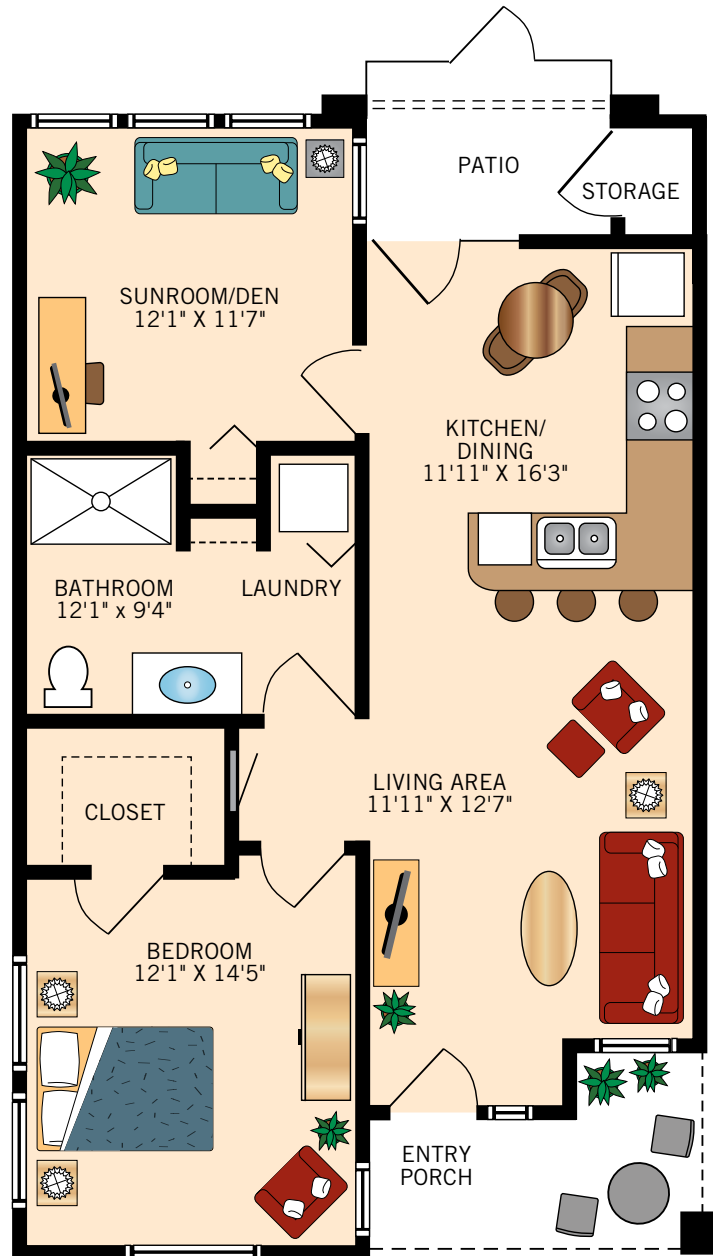 PATIO
STORAGE
SUNROOM/DEN
12'1" X 11'7"
KITCHEN/
DINING
11'11" X 16'3"
BATHROOM
12'1" x 9'4"
LAUNDRY
LIVING AREA
11'11" X 12'7"
CLOSET
BEDROOM
12'1" X 14'5"
ENTRY
PORCH